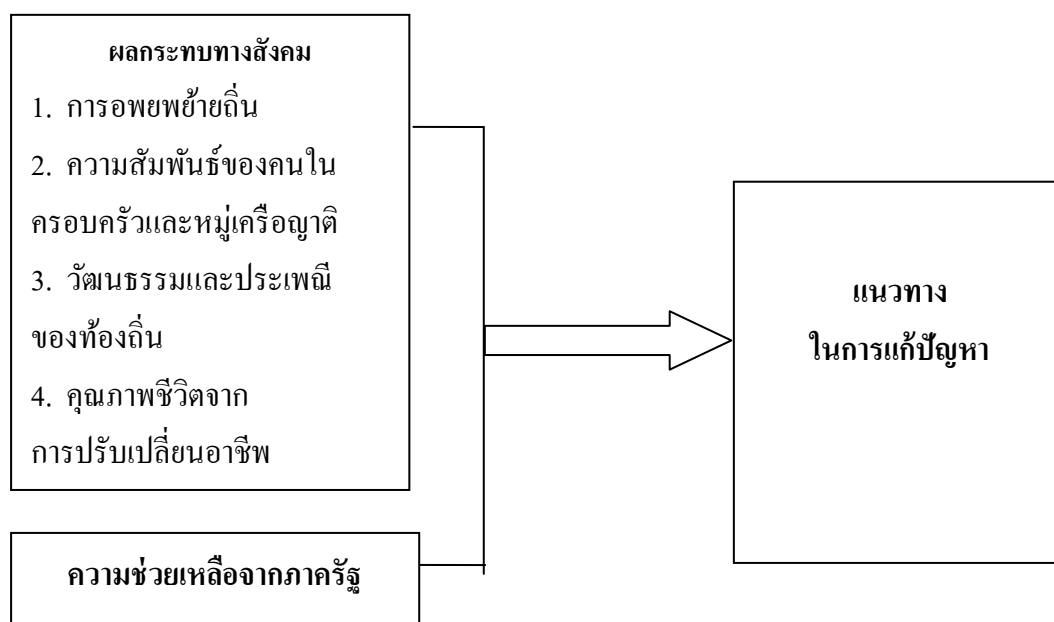 ผลกระทบทางสังคม
1. การอพยพย้ายถิ่น
2. ความสัมพันธ์ของคนใน
ครอบครัวและหมู่เครือญาติ
3. วัฒนธรรมและประเพณี
ของท้องถิ่น
4. คุณภาพชีวิตจาก
การปรับเปลี่ยนอาชีพ
ความช่วยเหลือจากภาครัฐ
แนวทาง
ในการแก้ปัญหา